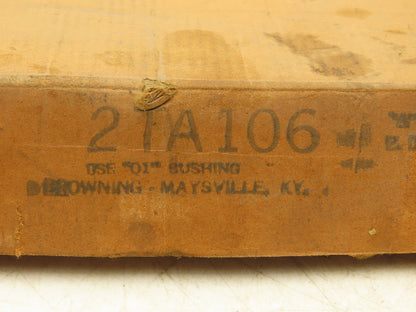 2TA106
USE "Q1" BUSHING
BROWNING - MAYSVILLE, KY.